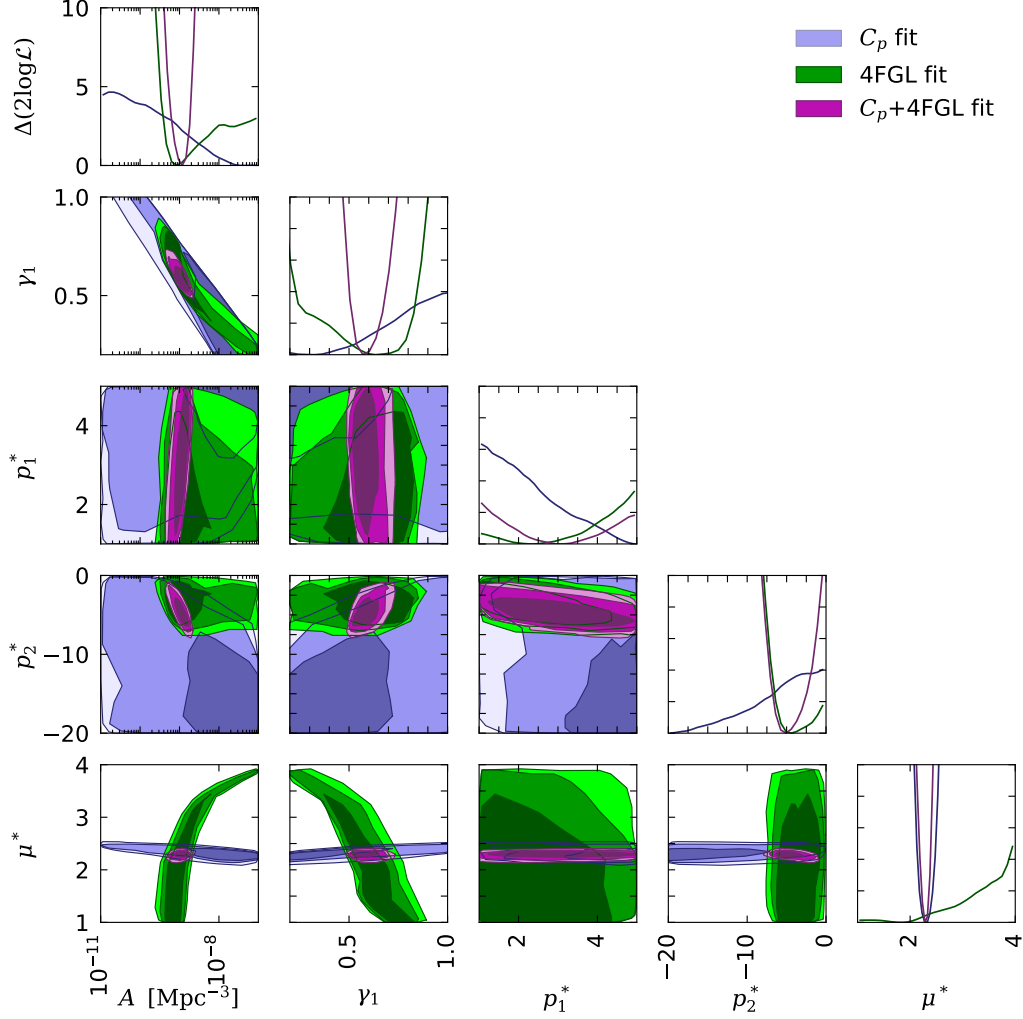 10
5
0
Δ(2logℒ)
C_p fit
4FGL fit
C_p+4FGL fit
1.0
0.5
γ_1
4
2
p_1^*
0
−10
−20
p_2^*
4
3
2
1
μ^*
10^{-11} 10^{-8} 0.5 1.0 2 4 −20 −10 0 2 4
A [Mpc^{−3}] γ_1 p_1^* p_2^* μ^*